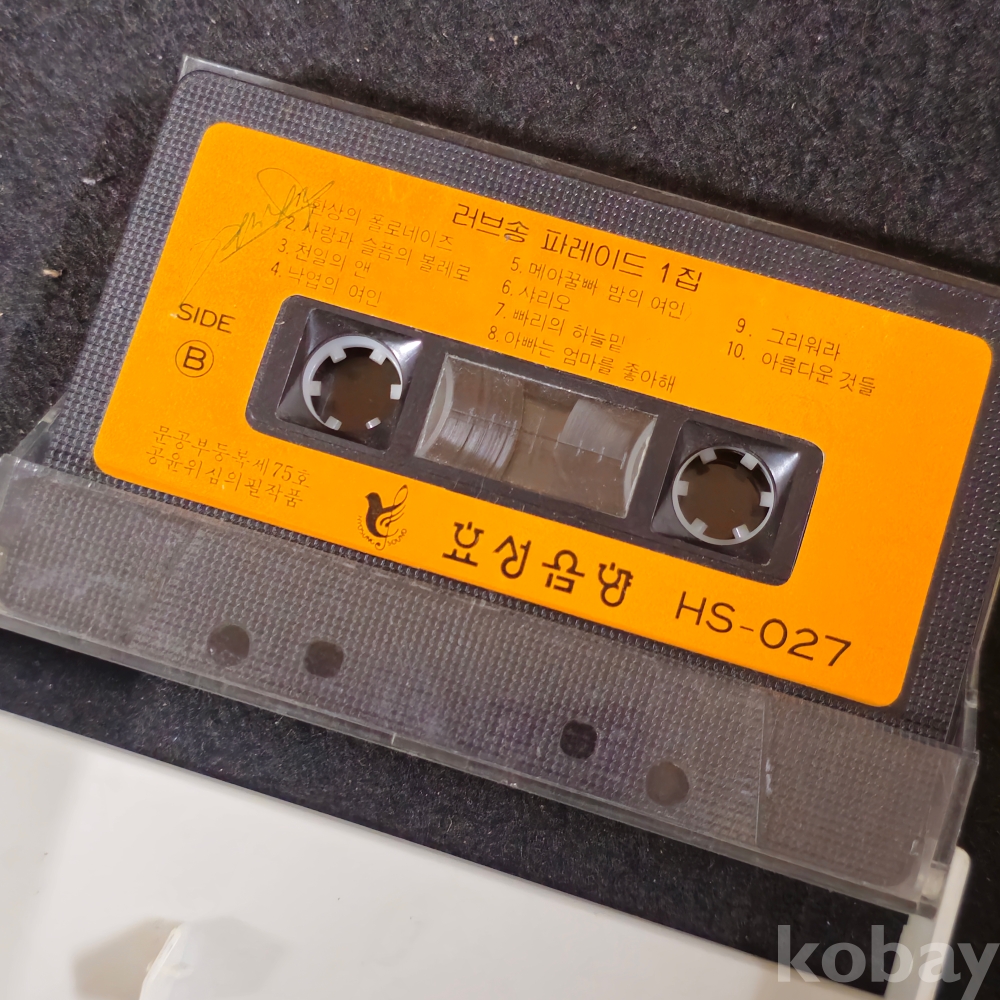 러브송 파레이드 1집
환상의 폴로네이즈
2. 사랑과 슬픔의 볼레로
3. 천일의 앤
4. 낙엽의 여인
5. 메아꿀빠 밤의 여인
6. 샤리오
7. 빠리의 하늘밑
8. 아빠는 엄마를 좋아해
9. 그리워라
10. 아름다운 것들
SIDE
B
문공부등록제75호
공윤위심의필작품
효성음향 HS-027
kobay